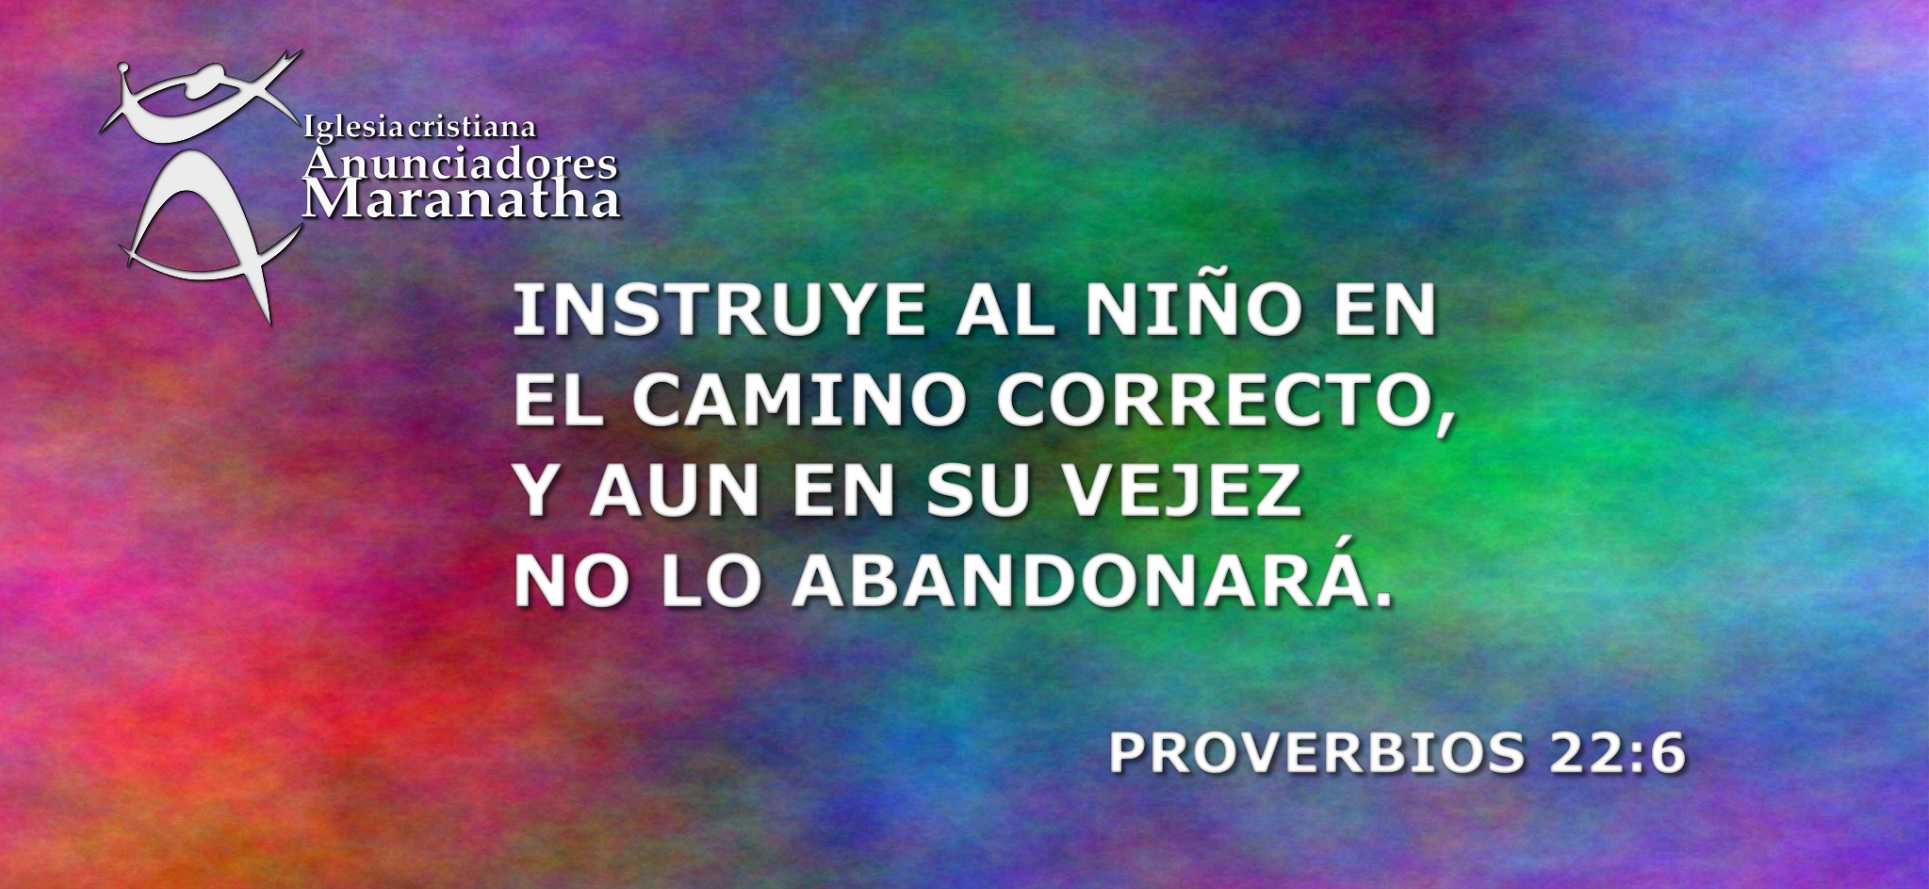 Iglesia cristiana
Anunciadores
Maranatha
INSTRUYE AL NIÑO EN
EL CAMINO CORRECTO,
Y AUN EN SU VEJEZ
NO LO ABANDONARÁ.
PROVERBIOS 22:6